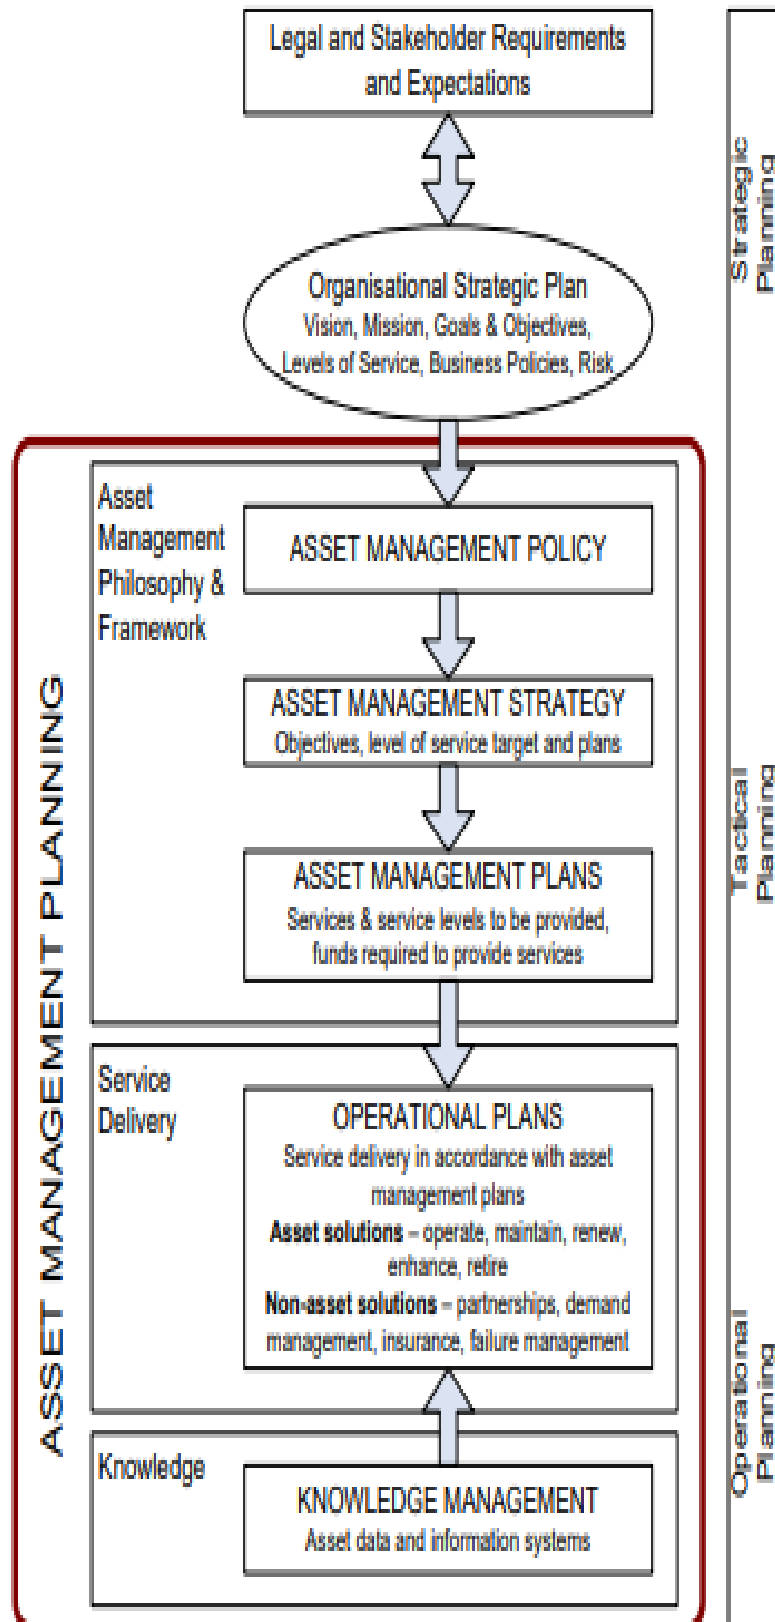 Legal and Stakeholder Requirements
and Expectations
Strategic
Planning
Organisational Strategic Plan
Vision, Mission, Goals & Objectives,
Levels of Service, Business Policies, Risk
ASSET MANAGEMENT PLANNING
Asset
Management
Philosophy &
Framework
ASSET MANAGEMENT POLICY
ASSET MANAGEMENT STRATEGY
Objectives, level of service target and plans
Tactical
Planning
ASSET MANAGEMENT PLANS
Services & service levels to be provided,
funds required to provide services
Service
Delivery
OPERATIONAL PLANS
Service delivery in accordance with asset
management plans
Asset solutions – operate, maintain, renew,
enhance, retire
Non-asset solutions – partnerships, demand
management, insurance, failure management
Operational
Planning
Knowledge
KNOWLEDGE MANAGEMENT
Asset data and information systems